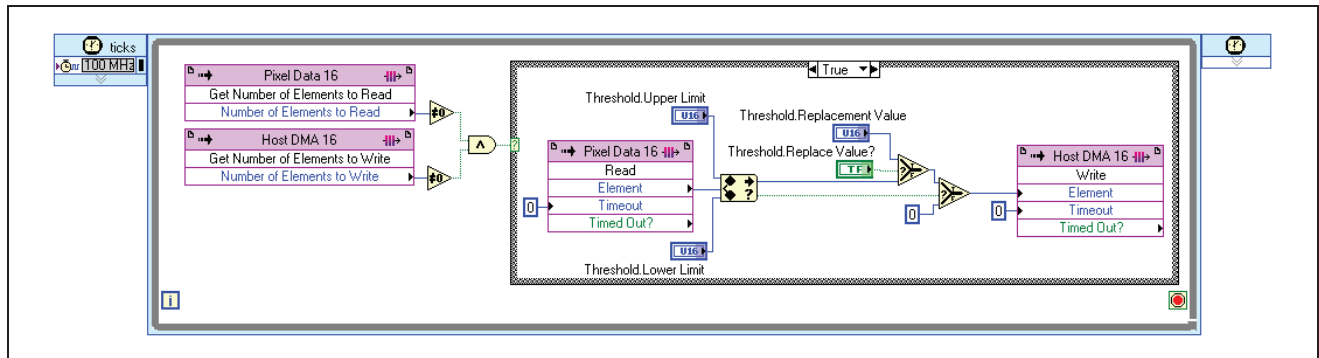 ticks
100 MHz
Pixel Data 16
Get Number of Elements to Read
Number of Elements to Read
≠0
Host DMA 16
Get Number of Elements to Write
Number of Elements to Write
≠0
∧
?
True
Threshold.Upper Limit
U16
Pixel Data 16
Read
Element
0
Timeout
Timed Out?
U16
Threshold.Lower Limit
?
Threshold.Replacement Value
U16
Threshold.Replace Value?
TF
?
F
?
F
0
Host DMA 16
Write
Element
0
Timeout
Timed Out?
i